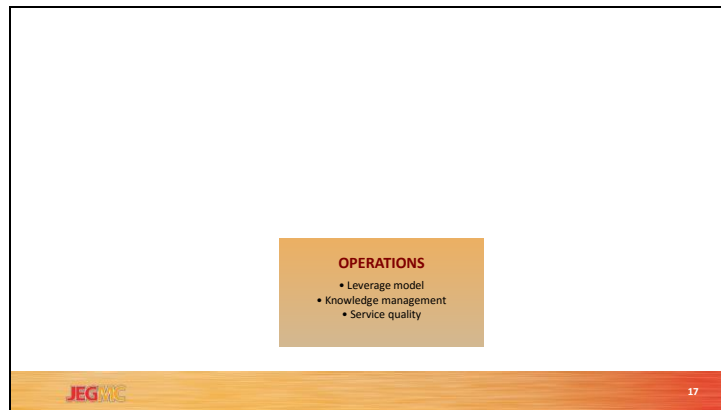 OPERATIONS
• Leverage model
• Knowledge management
• Service quality
JEGMC
17